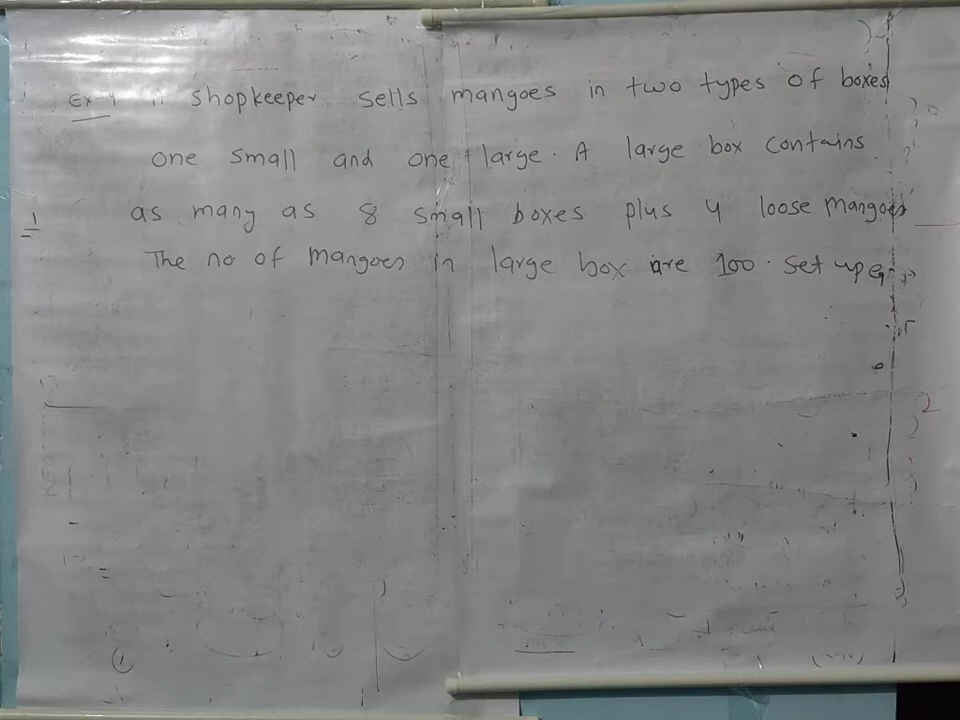 Ex-1 A shopkeeper sells mangoes in two types of boxes
one small and one large. A large box contains
as many as 8 small boxes plus 4 loose mangoes
The no of mangoes in large box are 100. Set up eqn